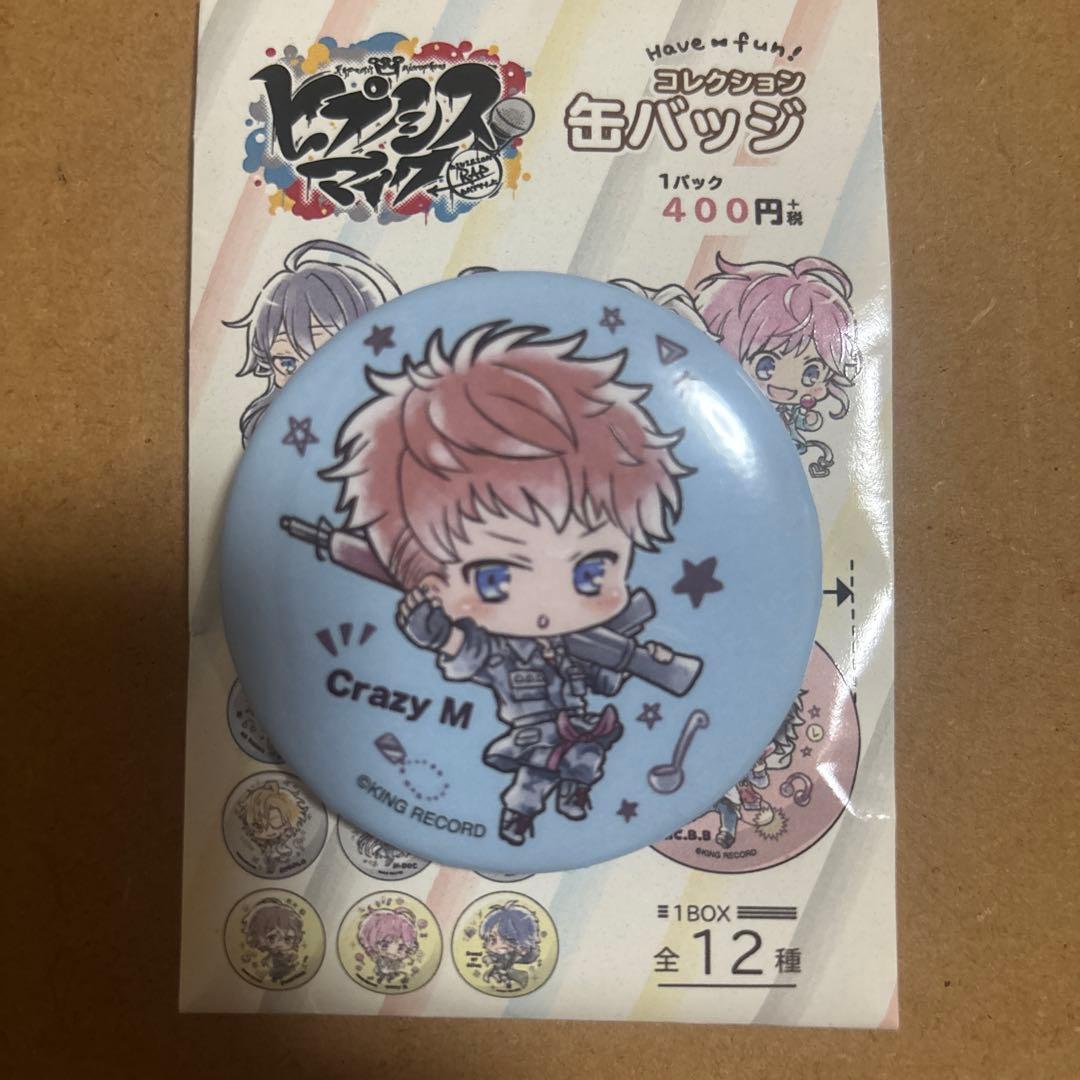 Have fun!
コレクション
缶バッジ
ヒプノシス
マイク
RAP
1パック
400円+税
Crazy M
©KING RECORD
.C.B.B
©KING RECORD
1BOX
全12種